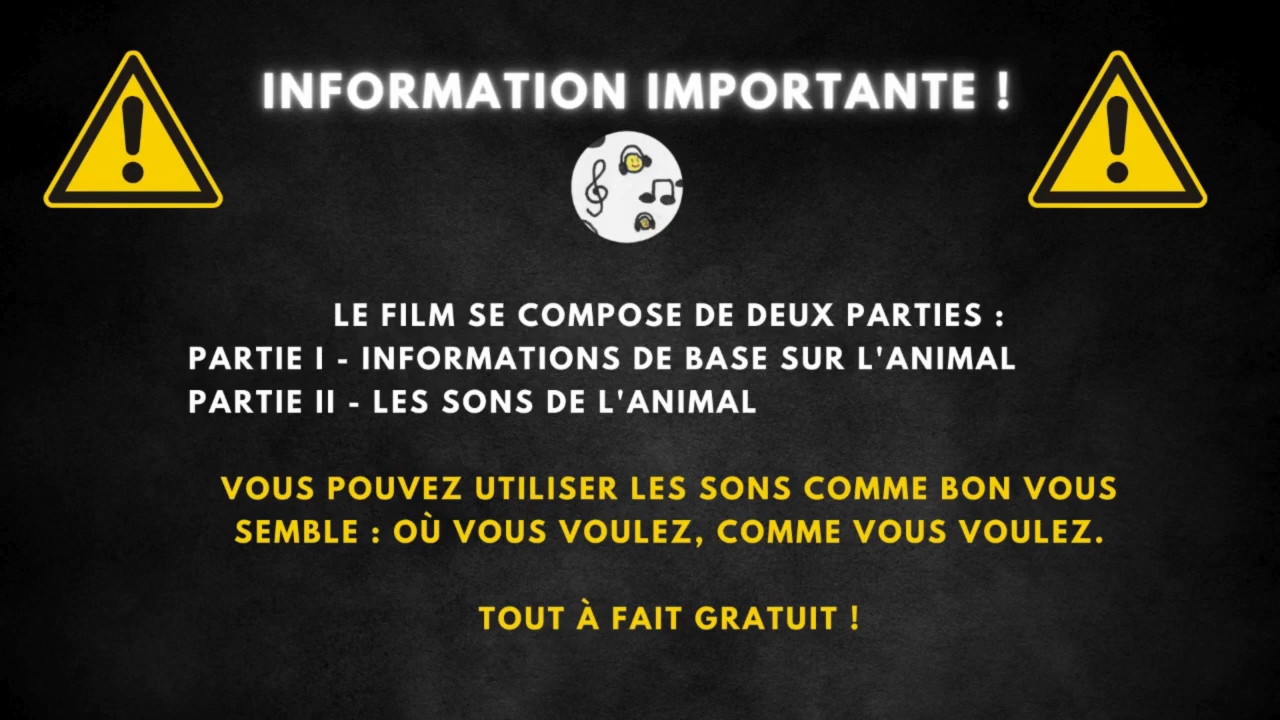 INFORMATION IMPORTANTE !
LE FILM SE COMPOSE DE DEUX PARTIES :
PARTIE I - INFORMATIONS DE BASE SUR L'ANIMAL
PARTIE II - LES SONS DE L'ANIMAL
VOUS POUVEZ UTILISER LES SONS COMME BON VOUS
SEMBLE : OÙ VOUS VOULEZ, COMME VOUS VOULEZ.
TOUT À FAIT GRATUIT !